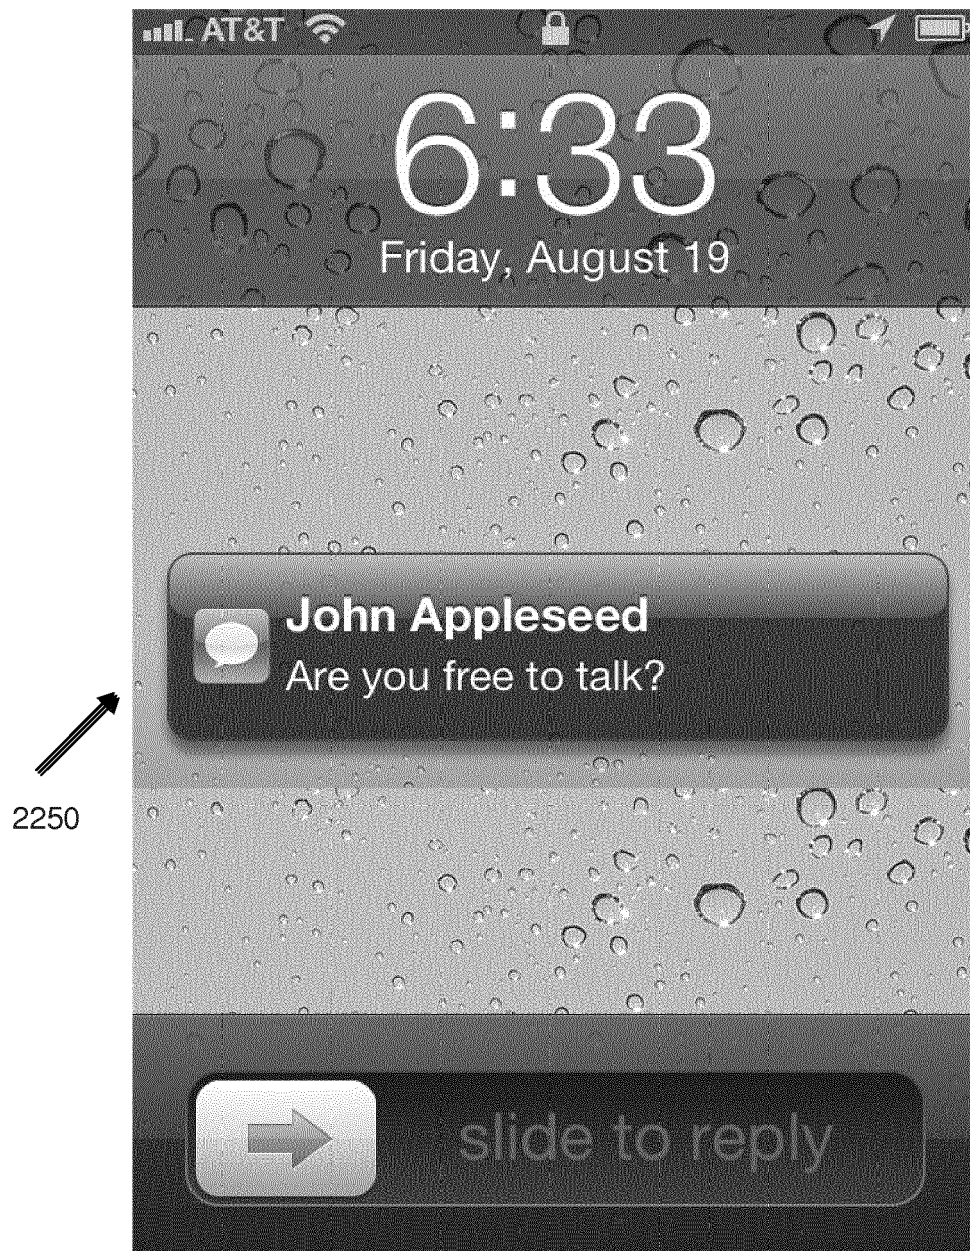 AT&T
6:33
Friday, August 19
John Appleseed
Are you free to talk?
2250
slide to reply